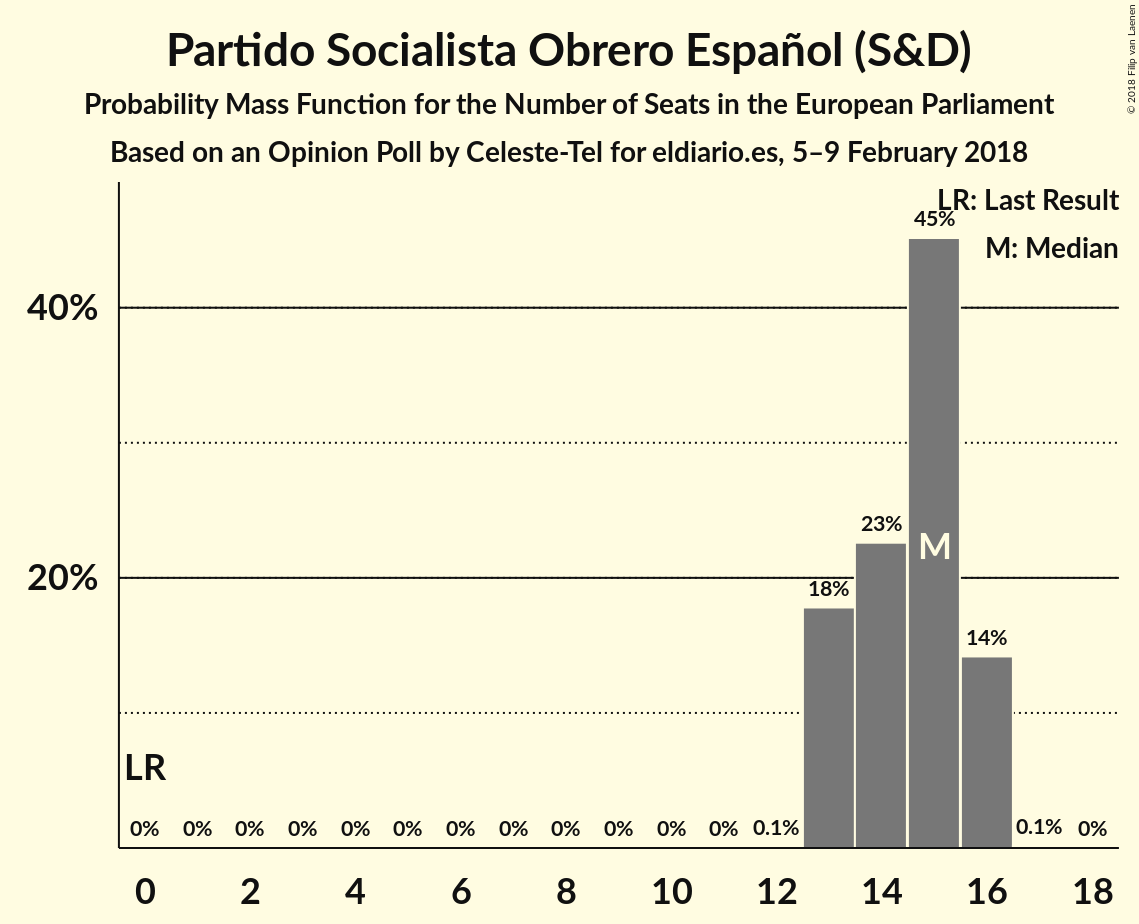 Partido Socialista Obrero Español (S&D)
Probability Mass Function for the Number of Seats in the European Parliament
Based on an Opinion Poll by Celeste-Tel for eldiario.es, 5–9 February 2018
© 2018 Filip van Laenen
LR: Last Result
M: Median
45%
40%
23%
M
20%
18%
14%
LR
0% 0% 0% 0% 0% 0% 0% 0% 0% 0% 0% 0% 0.1% 0.1% 0%
0 2 4 6 8 10 12 14 16 18